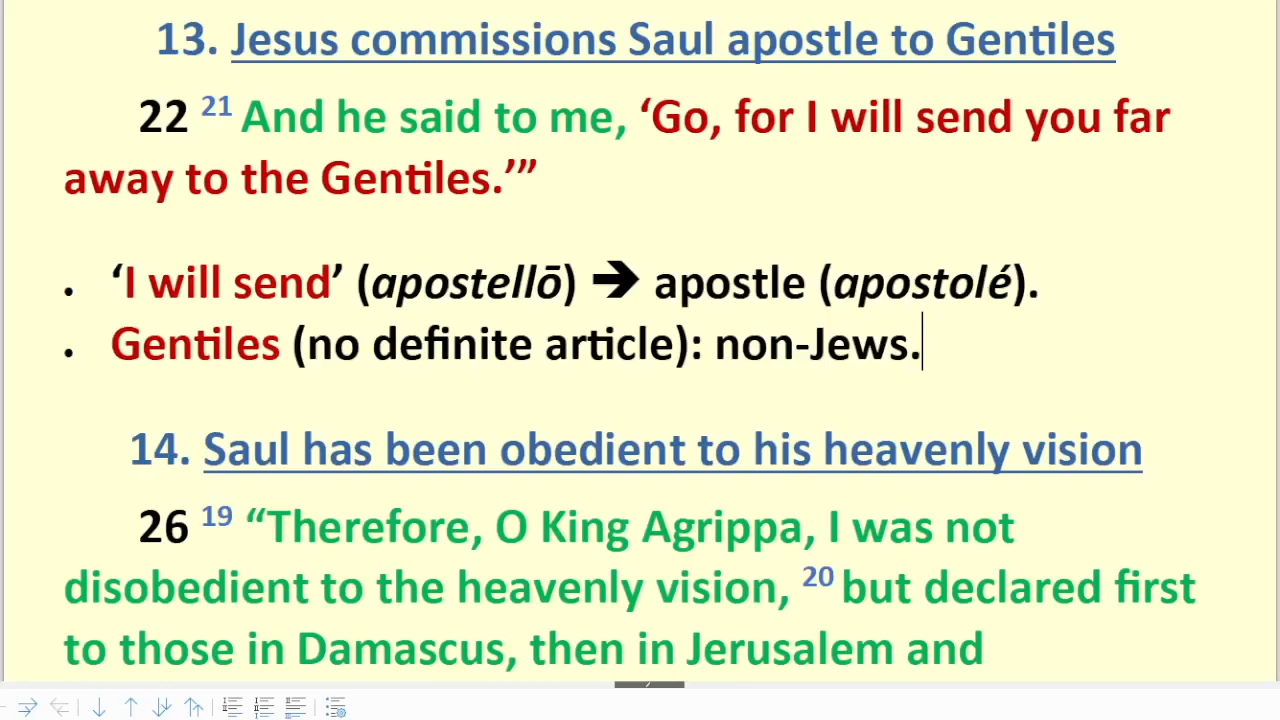 13. Jesus commissions Saul apostle to Gentiles
22 21 And he said to me, ‘Go, for I will send you far
away to the Gentiles.’”
• ‘I will send’ (apostellō) ➔ apostle (apostolé).
• Gentiles (no definite article): non-Jews.
14. Saul has been obedient to his heavenly vision
26 19 “Therefore, O King Agrippa, I was not
disobedient to the heavenly vision, 20 but declared first
to those in Damascus, then in Jerusalem and